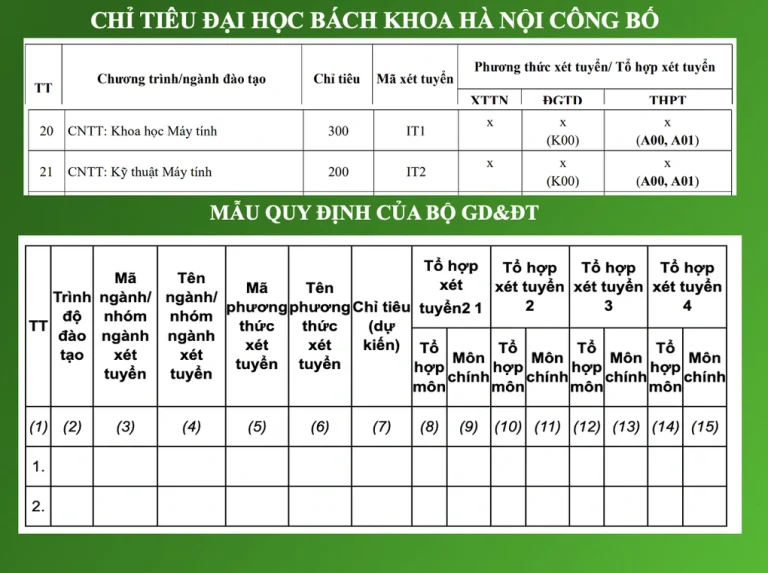 CHỈ TIÊU ĐẠI HỌC BÁCH KHOA HÀ NỘI CÔNG BỐ
TT Chương trình/ngành đào tạo Chỉ tiêu Mã xét tuyển Phương thức xét tuyển/ Tổ hợp xét tuyển
XTTN ĐGTD THPT
20 CNTT: Khoa học Máy tính 300 IT1 x x (K00) x (A00, A01)
21 CNTT: Kỹ thuật Máy tính 200 IT2 x x (K00) x (A00, A01)
MẪU QUY ĐỊNH CỦA BỘ GD&ĐT
TT Trình độ đào tạo Mã ngành/ nhóm ngành xét tuyển Tên ngành/ nhóm ngành xét tuyển Mã phương thức xét tuyển Tên phương thức xét tuyển Chỉ tiêu (dự kiến) Tổ hợp xét tuyển2 1 Tổ hợp xét tuyển 2 Tổ hợp xét tuyển 3 Tổ hợp xét tuyển 4
Tổ hợp môn Môn chính Tổ hợp môn Môn chính Tổ hợp môn Môn chính Tổ hợp môn Môn chính
(1) (2) (3) (4) (5) (6) (7) (8) (9) (10) (11) (12) (13) (14) (15)
1.
2.